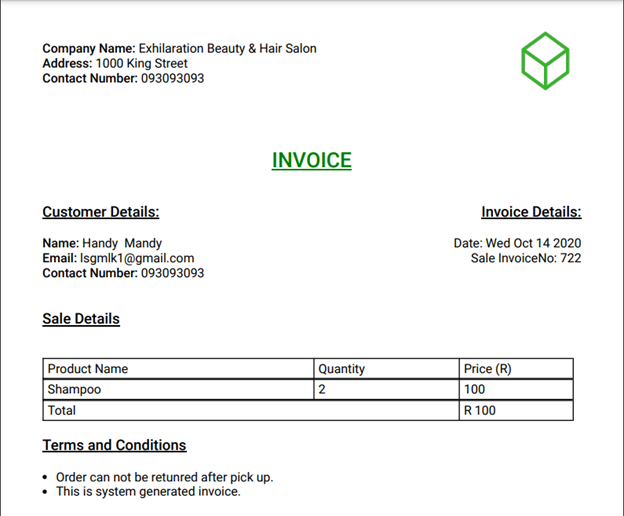 Company Name: Exhilaration Beauty & Hair Salon
Address: 1000 King Street
Contact Number: 093093093
INVOICE
Customer Details:
Invoice Details:
Name: Handy  Mandy
Email: lsgmlk1@gmail.com
Contact Number: 093093093
Date: Wed Oct 14 2020
Sale InvoiceNo: 722
Sale Details
Product Name Quantity Price (R)
Shampoo 2 100
Total R 100
Terms and Conditions
• Order can not be retunred after pick up.
• This is system generated invoice.